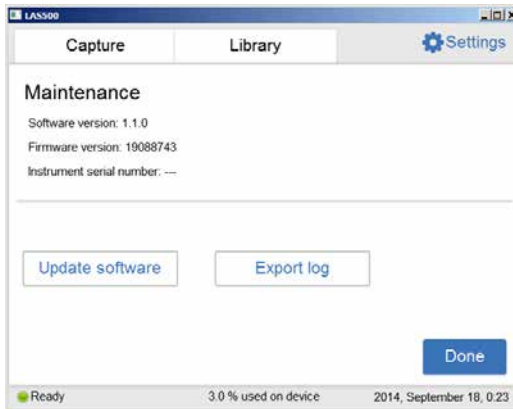 LAS500
Capture Library Settings
Maintenance
Software version: 1.1.0
Firmware version: 19088743
Instrument serial number: ---
Update software Export log
Done
Ready 3.0 % used on device 2014, September 18, 0:23